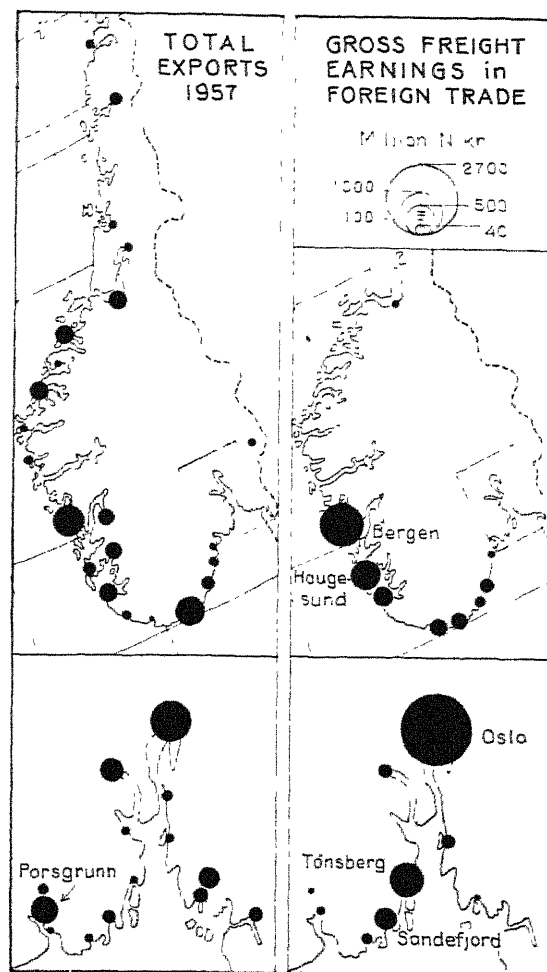 TOTAL
EXPORTS
1957
GROSS FREIGHT
EARNINGS in
FOREIGN TRADE
N kr
2700
1000
500
100
40
Bergen
Hauge-
sund
Oslo
Porsgrunn
Tönsberg
Sandefjord